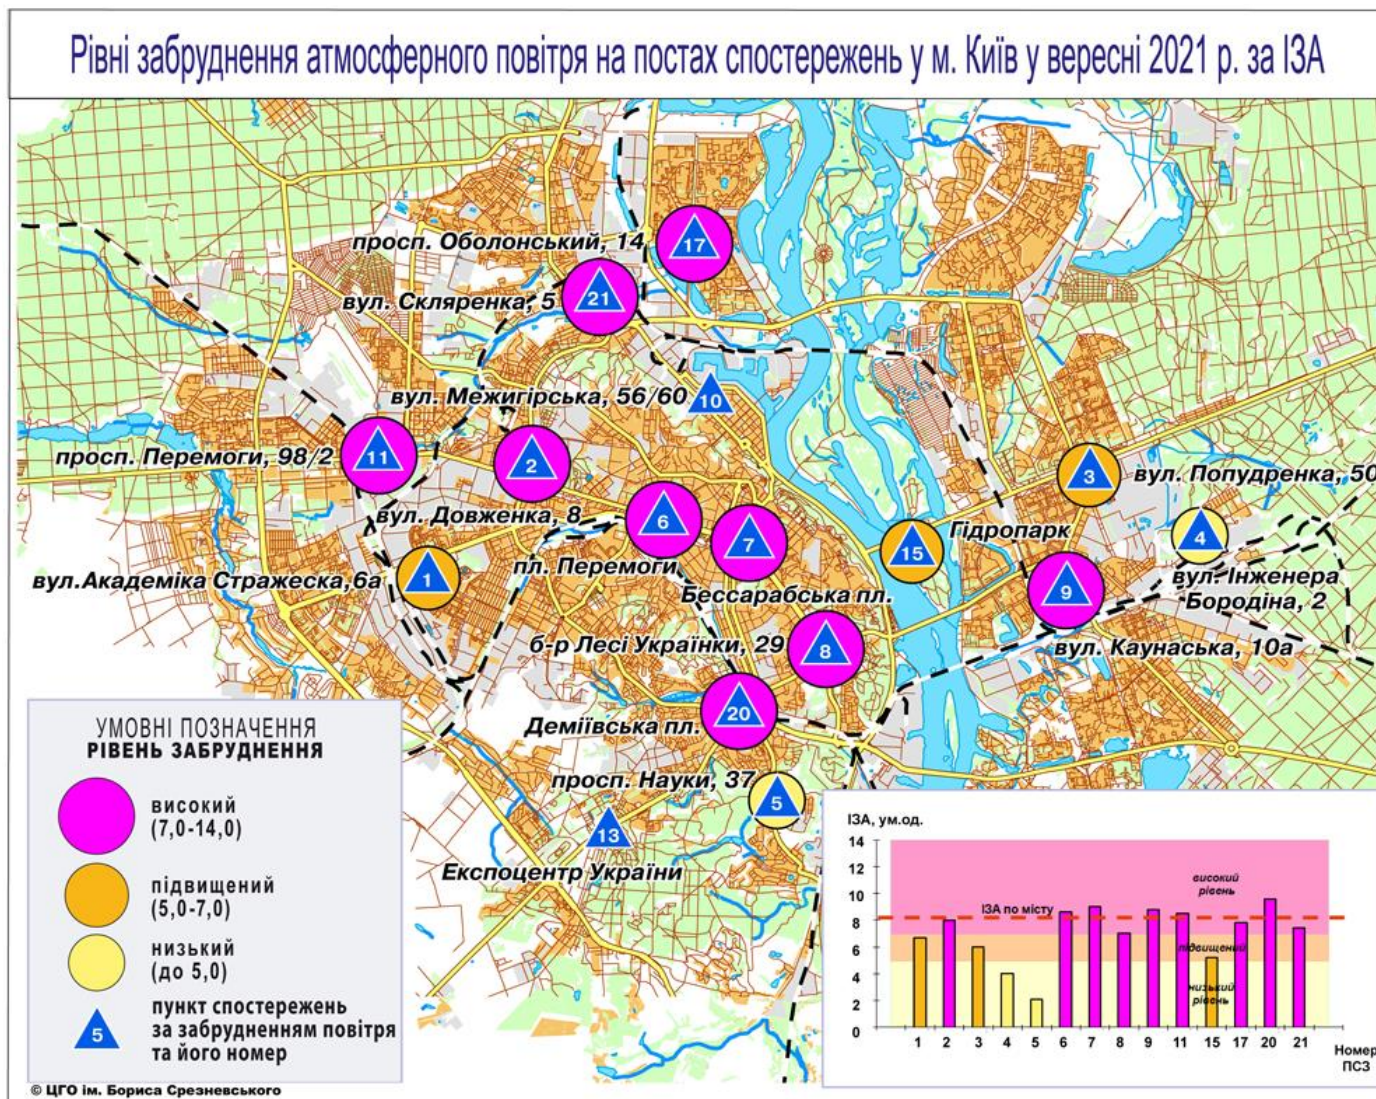 Рівні забруднення атмосферного повітря на постах спостережень у м. Київ у вересні 2021 р. за ІЗА
просп. Оболонський, 14
17
вул. Скляренка, 5
21
вул. Межигірська, 56/60
10
просп. Перемоги, 98/2
11
2
вул. Довженка, 8
3
вул. Попудренка, 50
6
пл. Перемоги
7
Бессарабська пл.
15
Гідропарк
4
вул. Інженера
Бородіна, 2
вул.Академіка Стражеска,6а
1
9
вул. Каунаська, 10а
б-р Лесі Українки, 29
8
Деміївська пл.
20
просп. Науки, 37
5
13
Експоцентр України
УМОВНІ ПОЗНАЧЕННЯ
РІВЕНЬ ЗАБРУДНЕННЯ
високий
(7,0-14,0)
підвищений
(5,0-7,0)
низький
(до 5,0)
5
пункт спостережень
за забрудненням повітря
та його номер
ІЗА, ум.од.
14
12
10
8
6
4
2
0
високий
рівень
ІЗА по місту
підвищений
низький
рівень
1 2 3 4 5 6 7 8 9 11 15 17 20 21
Номер
ПСЗ
© ЦГО ім. Бориса Срезневського